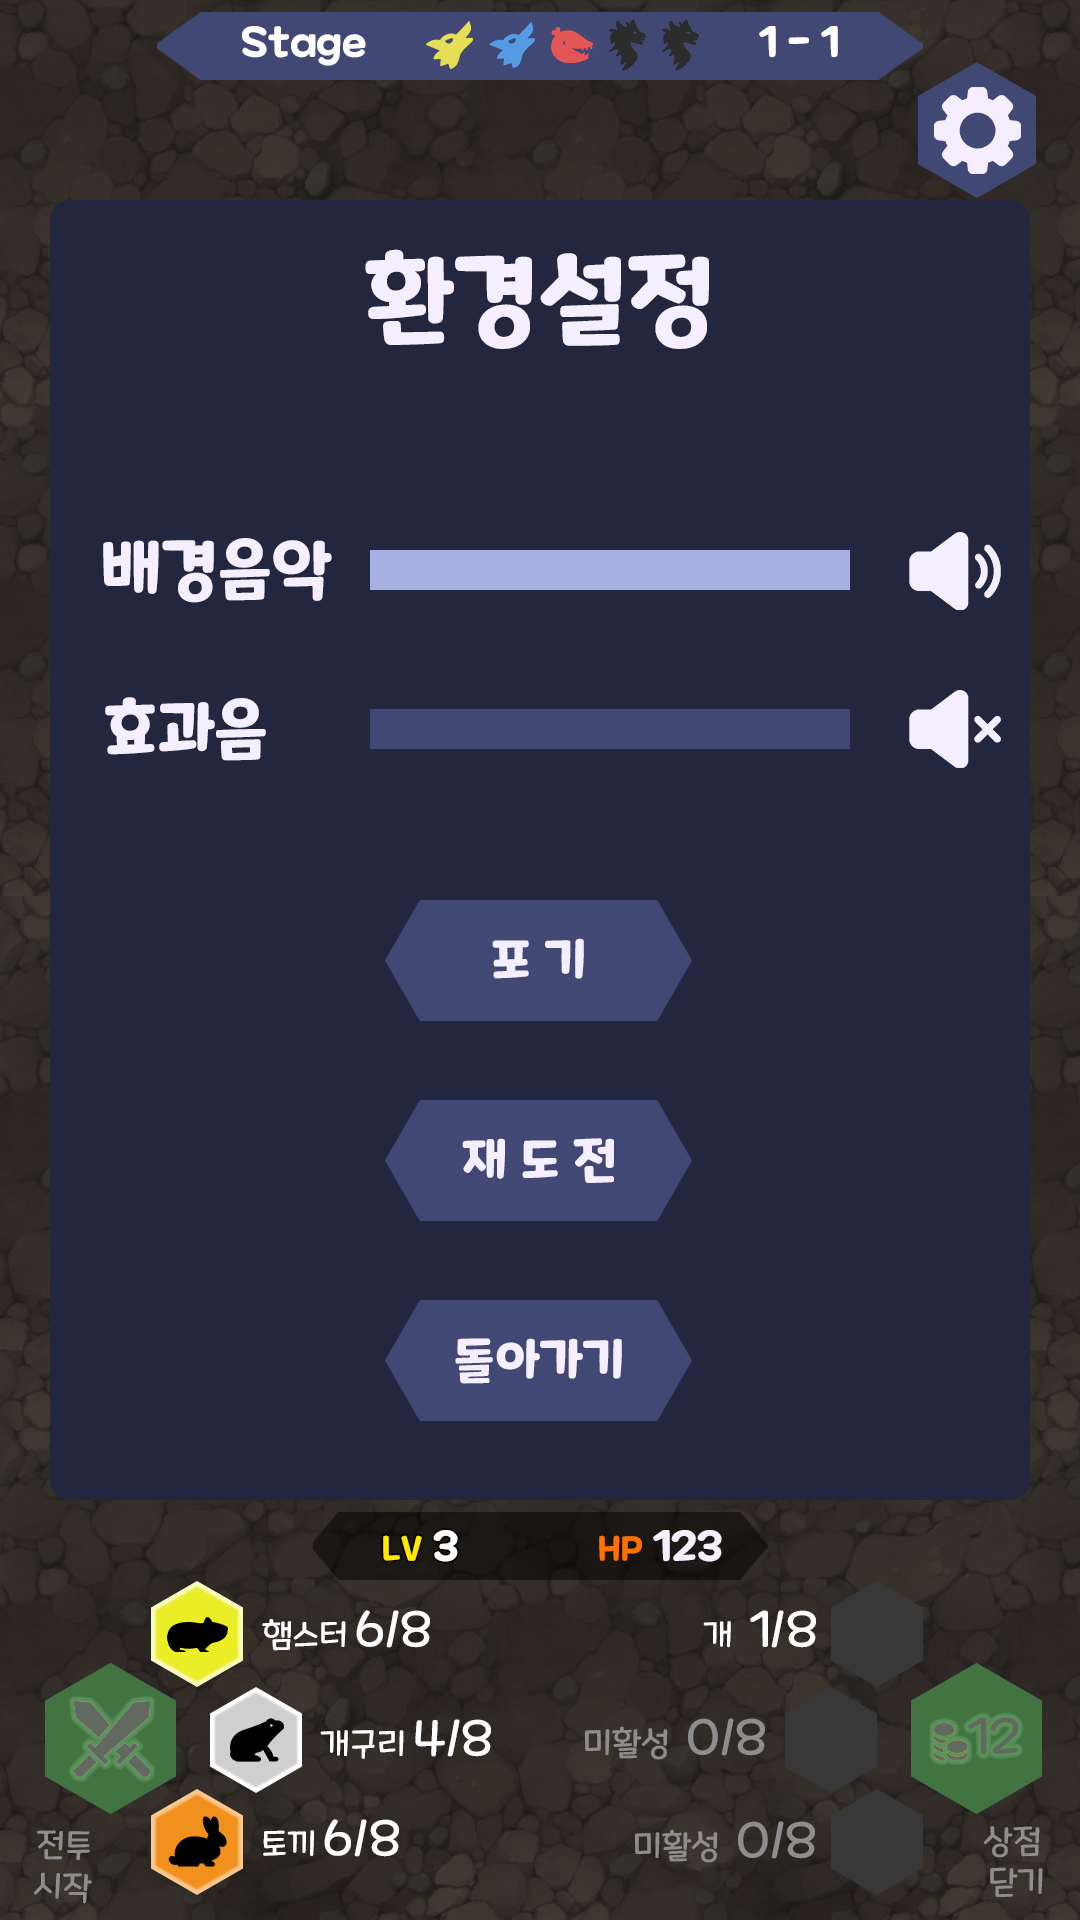 Stage 1-1
환경설정
배경음악
효과음
포 기
재 도 전
돌아가기
LV 3 HP 123
햄스터 6/8 개 1/8
개구리 4/8 미활성 0/8
12
토끼 6/8 미활성 0/8
전투
시작
상점
닫기